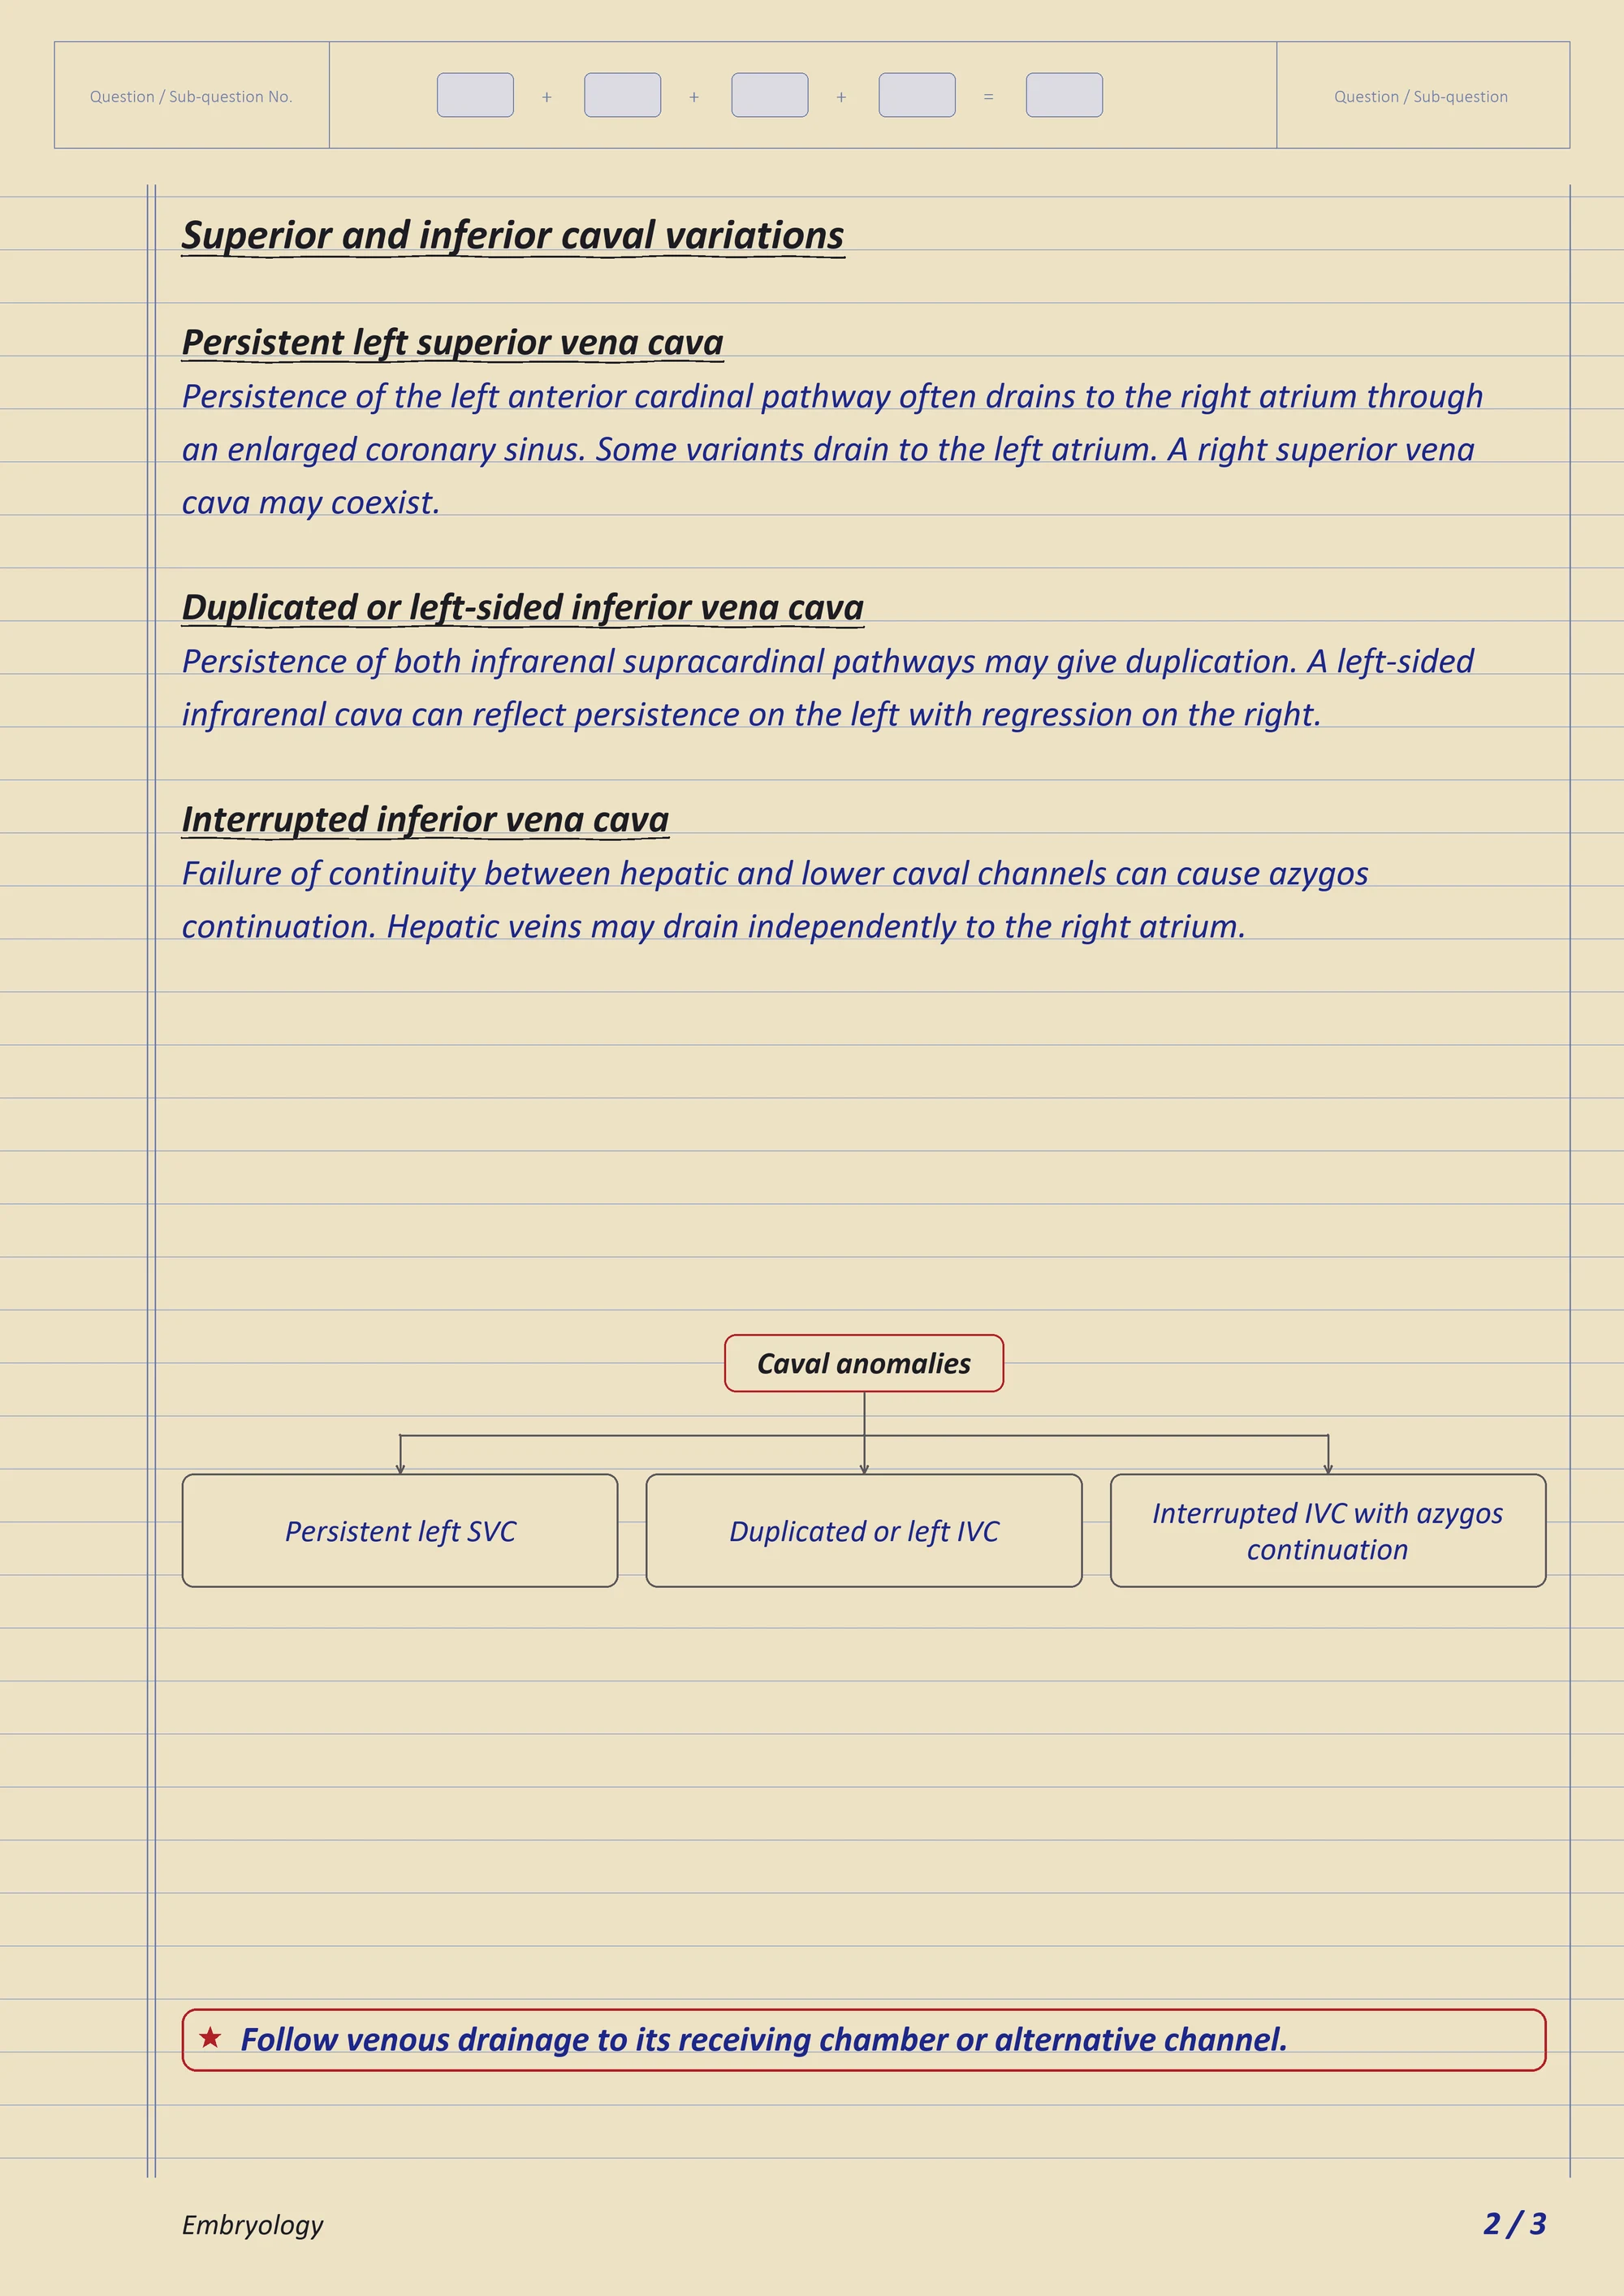 Question / Sub-question No.
+ + + =
Question / Sub-question
Superior and inferior caval variations
Persistent left superior vena cava
Persistence of the left anterior cardinal pathway often drains to the right atrium through
an enlarged coronary sinus. Some variants drain to the left atrium. A right superior vena
cava may coexist.
Duplicated or left-sided inferior vena cava
Persistence of both infrarenal supracardinal pathways may give duplication. A left-sided
infrarenal cava can reflect persistence on the left with regression on the right.
Interrupted inferior vena cava
Failure of continuity between hepatic and lower caval channels can cause azygos
continuation. Hepatic veins may drain independently to the right atrium.
Caval anomalies
Persistent left SVC
Duplicated or left IVC
Interrupted IVC with azygos
continuation
★ Follow venous drainage to its receiving chamber or alternative channel.
Embryology
2 / 3